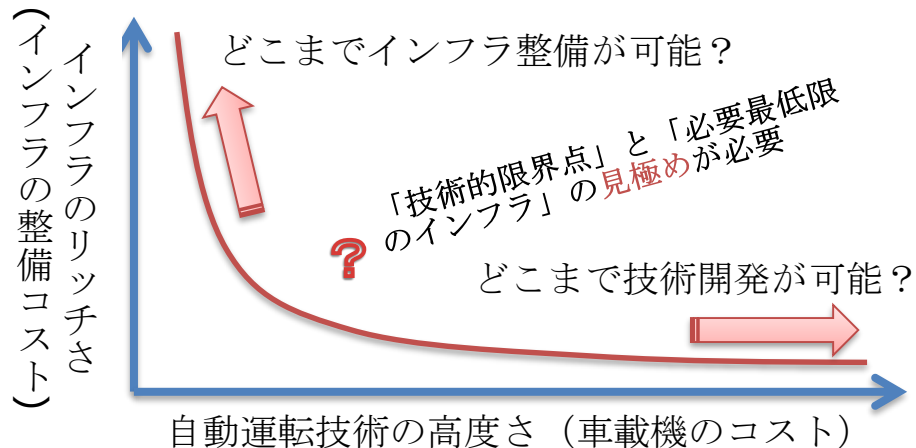 どこまでインフラ整備が可能？
「技術的限界点」と「必要最低限
のインフラ」の見極めが必要
？
どこまで技術開発が可能？
インフラのリッチさ
（インフラの整備コスト）
自動運転技術の高度さ（車載機のコスト）